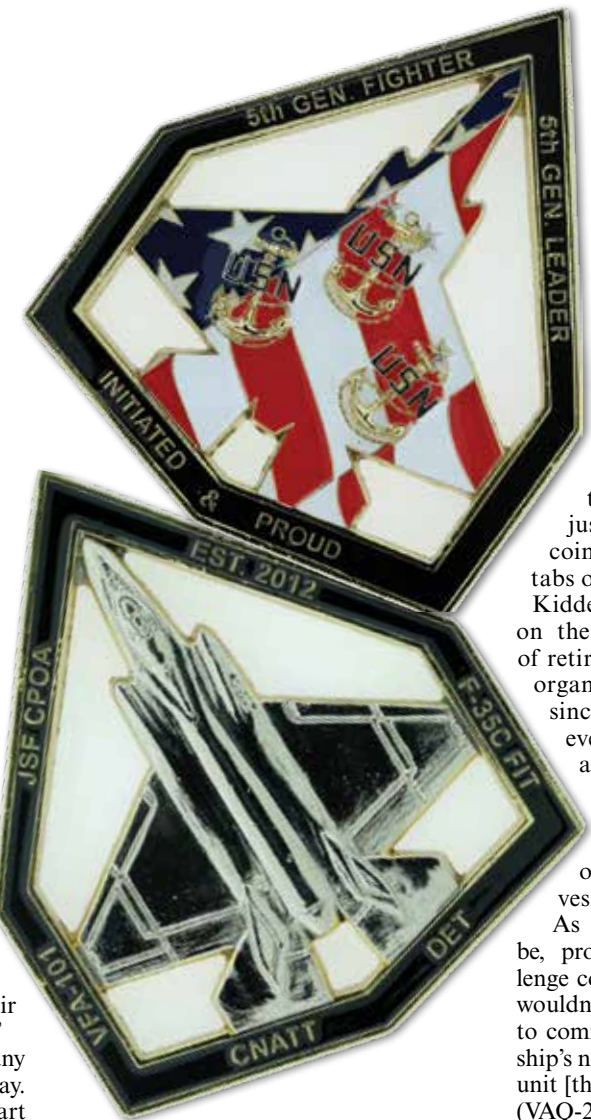 5th GEN. FIGHTER
5th GEN. LEADER
INITIATED & PROUD
USN
USN
USN
EST. 2012
JSF CPOA
F-35C FIT
VFA-101
CNATT
DET
ir
ny
ay.
art
t
jus
coin
tabs o
Kidde
on the
of retir
organ
sinc
eve
a
o
ves
As
be, pro
lenge co
wouldn
to comm
ship's n
unit [th
(VAQ-2